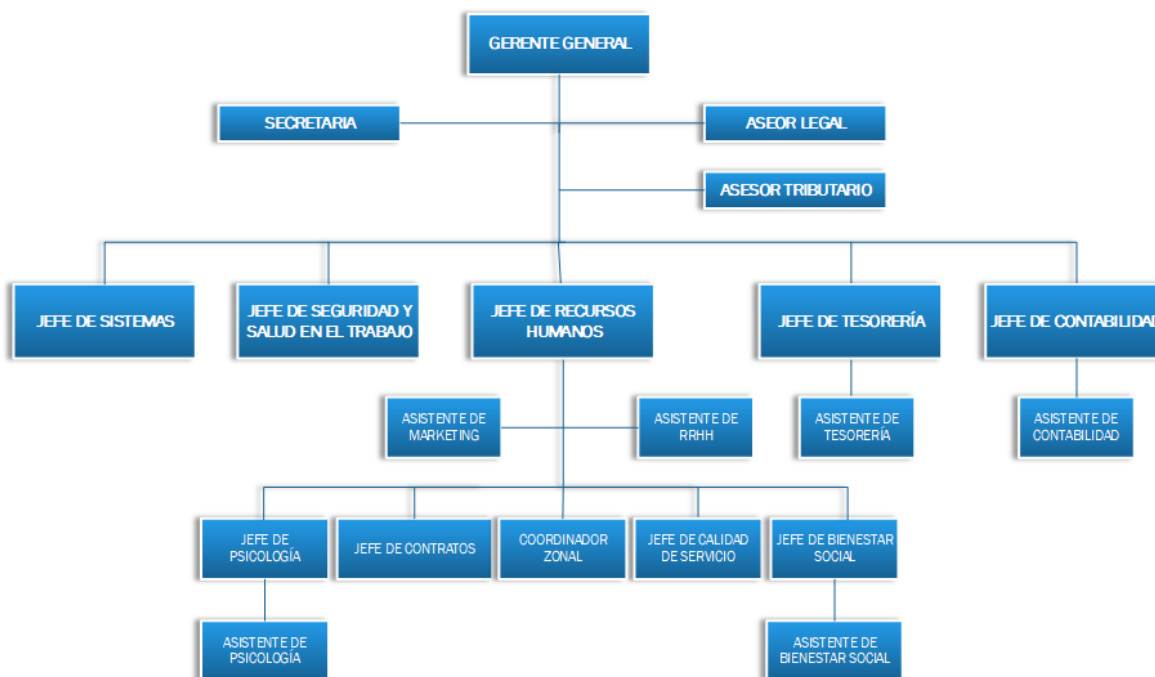 GERENTE GENERAL
SECRETARIA
ASEOR LEGAL
ASESOR TRIBUTARIO
JEFE DE SISTEMAS
JEFE DE SEGURIDAD Y
SALUD EN EL TRABAJO
JEFE DE RECURSOS
HUMANOS
JEFE DE TESORERÍA
JEFE DE CONTABILIDAD
ASISTENTE DE
MARKETING
ASISTENTE DE
RRHH
ASISTENTE DE
TESORERÍA
ASISTENTE DE
CONTABILIDAD
JEFE DE
PSICOLOGÍA
JEFE DE CONTRATOS
COORDINADOR
ZONAL
JEFE DE CALIDAD
DE SERVICIO
JEFE DE BIENESTAR
SOCIAL
ASISTENTE DE
PSICOLOGÍA
ASISTENTE DE
BIENESTAR SOCIAL